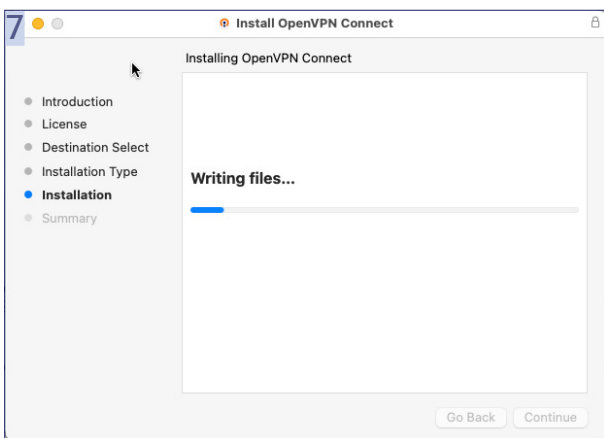 7
Install OpenVPN Connect
Installing OpenVPN Connect
Introduction
License
Destination Select
Installation Type
Installation
Summary
Writing files...
Go Back
Continue